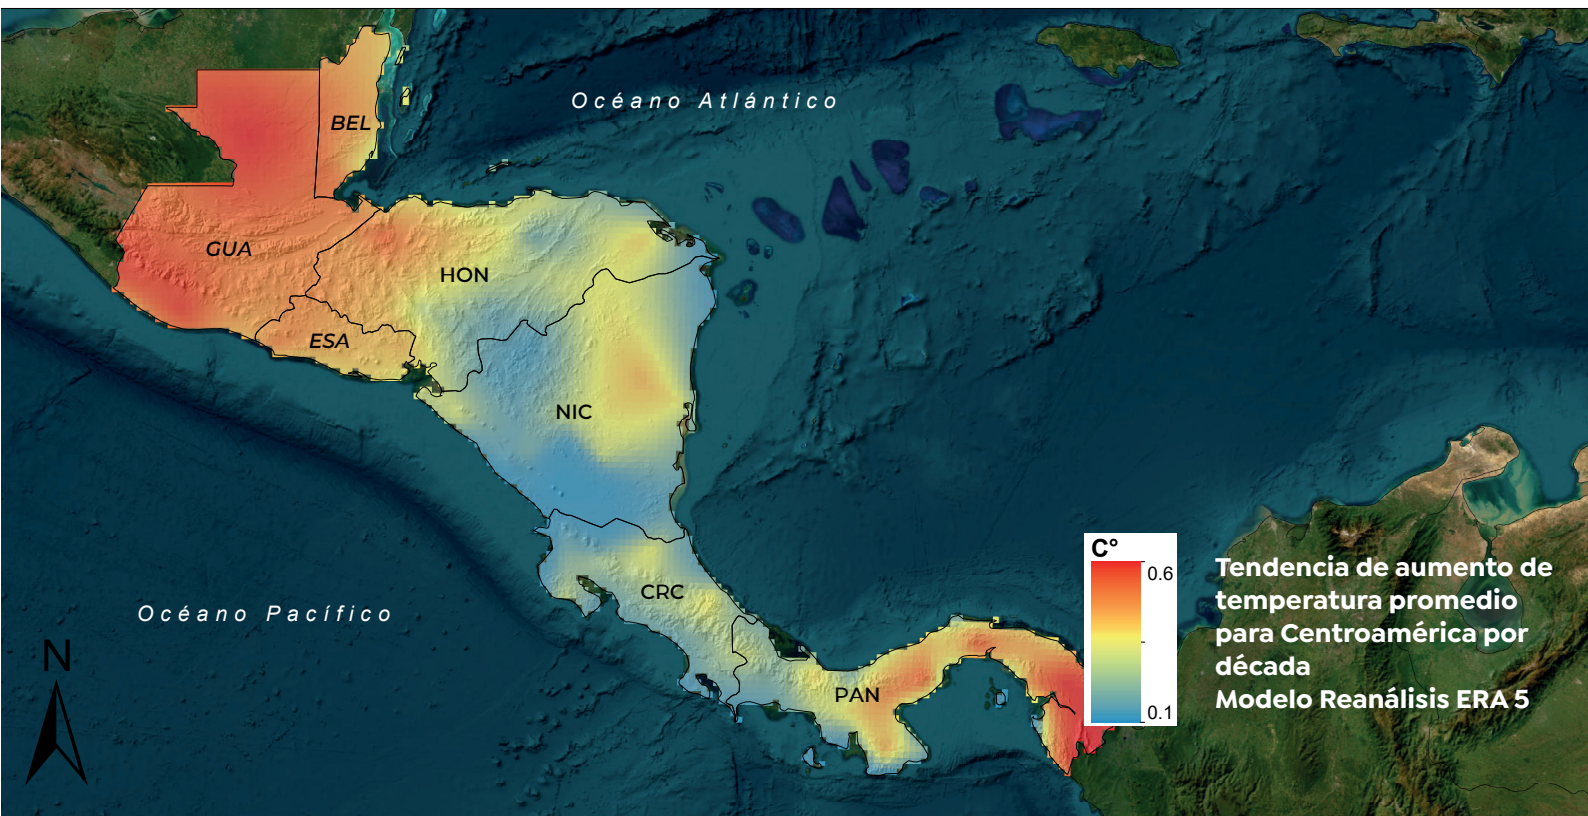 Océano Atlántico
BEL
GUA
HON
ESA
NIC
C°
0.6
Tendencia de aumento de
temperatura promedio
para Centroamérica por
década
Modelo Reanálisis ERA 5
0.1
CRC
Océano Pacífico
N
PAN